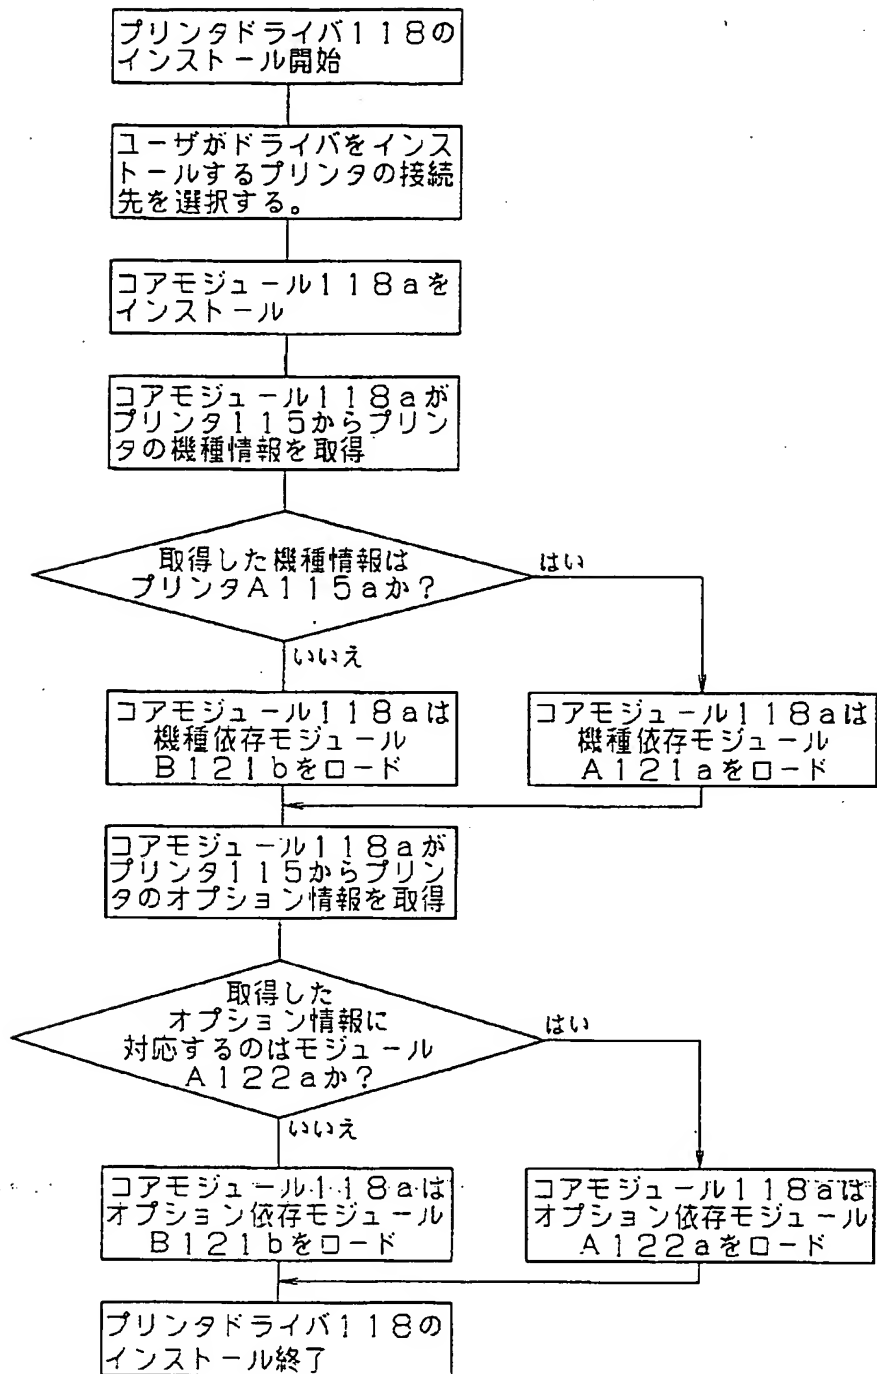 プリンタドライバ118の
インストール開始
ユーザがドライバをインス
トールするプリンタの接続
先を選択する。
コアモジュール118aを
インストール
コアモジュール118aが
プリンタ115からプリン
タの機種情報を取得
取得した機種情報は
プリンタA115aか?
はい
いいえ
コアモジュール118aは
機種依存モジュール
B121bをロード
コアモジュール118aは
機種依存モジュール
A121aをロード
コアモジュール118aが
プリンタ115からプリン
タのオプション情報を取得
取得した
オプション情報に
対応するのはモジュール
A122aか?
はい
いいえ
コアモジュール118aは
オプション依存モジュール
B121bをロード
コアモジュール118aは
オプション依存モジュール
A122aをロード
プリンタドライバ118の
インストール終了